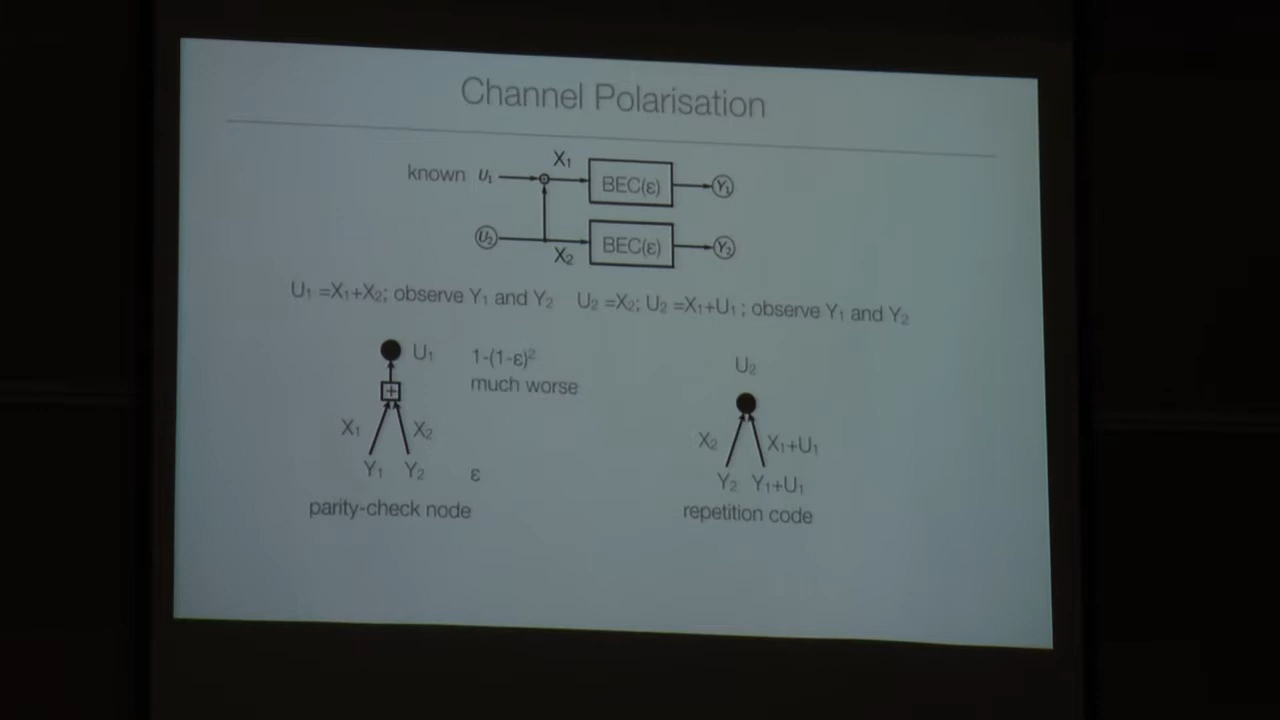 Channel Polarisation
X₁
known U₁ BEC(ε) Y₁
U₂ BEC(ε) Y₂
X₂
U₁ =X₁+X₂; observe Y₁ and Y₂ U₂ =X₂; U₂ =X₁+U₁ ; observe Y₁ and Y₂
U₁ 1-(1-ε)² U₂
much worse
+
X₁ X₂ X₂ X₁+U₁
Y₁ Y₂ ε Y₂ Y₁+U₁
parity-check node repetition code